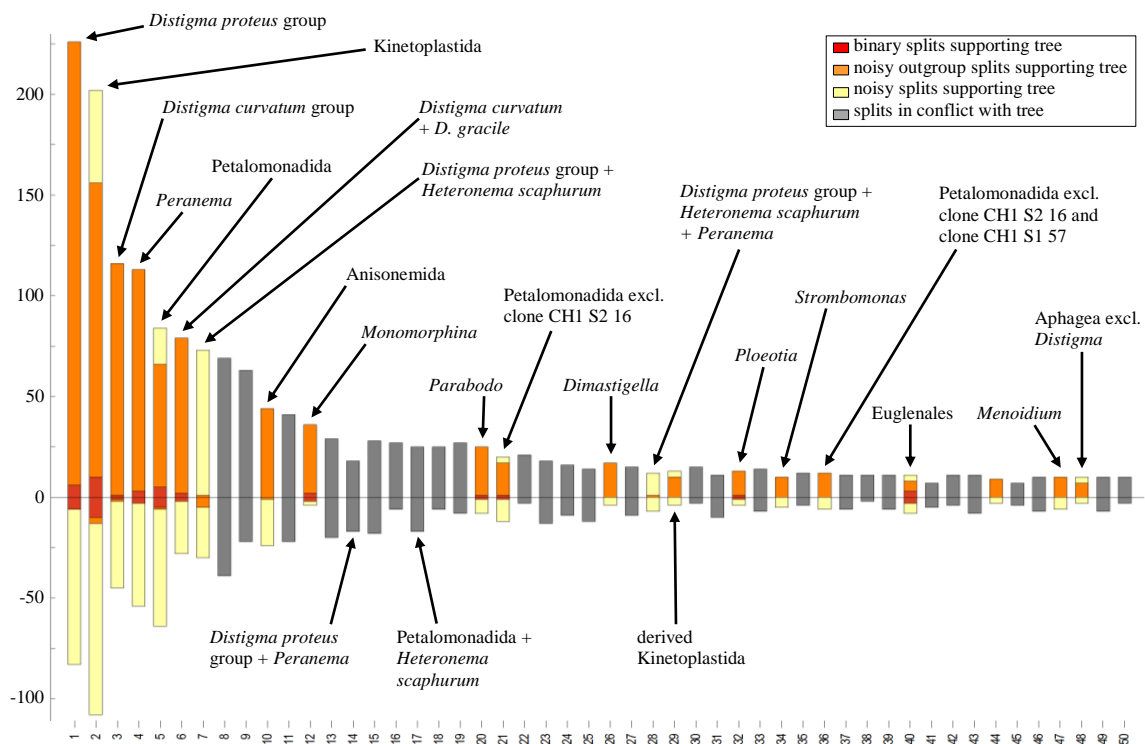 Distigma proteus group
Kinetoplastida
binary splits supporting tree
noisy outgroup splits supporting tree
noisy splits supporting tree
splits in conflict with tree
Distigma curvatum group
Distigma curvatum
+ D. gracile
Petalomonadida
Distigma proteus group +
Heteronema scaphurum
Peranema
Distigma proteus group +
Heteronema scaphurum
+ Peranema
Petalomonadida excl.
clone CH1 S2 16 and
clone CH1 S1 57
Anisonemida
Petalomonadida excl.
clone CH1 S2 16
Strombomonas
Monomorphina
Aphagea excl.
Distigma
Ploeotia
Parabodo
Dimastigella
Euglenales
Menoidium
200
150
100
50
0
-50
-100
Distigma proteus
group + Peranema
Petalomonadida +
Heteronema
scaphurum
derived
Kinetoplastida
1 2 3 4 5 6 7 8 9 10 11 12 13 14 15 16 17 18 19 20 21 22 23 24 25 26 27 28 29 30 31 32 33 34 35 36 37 38 39 40 41 42 43 44 45 46 47 48 49 50